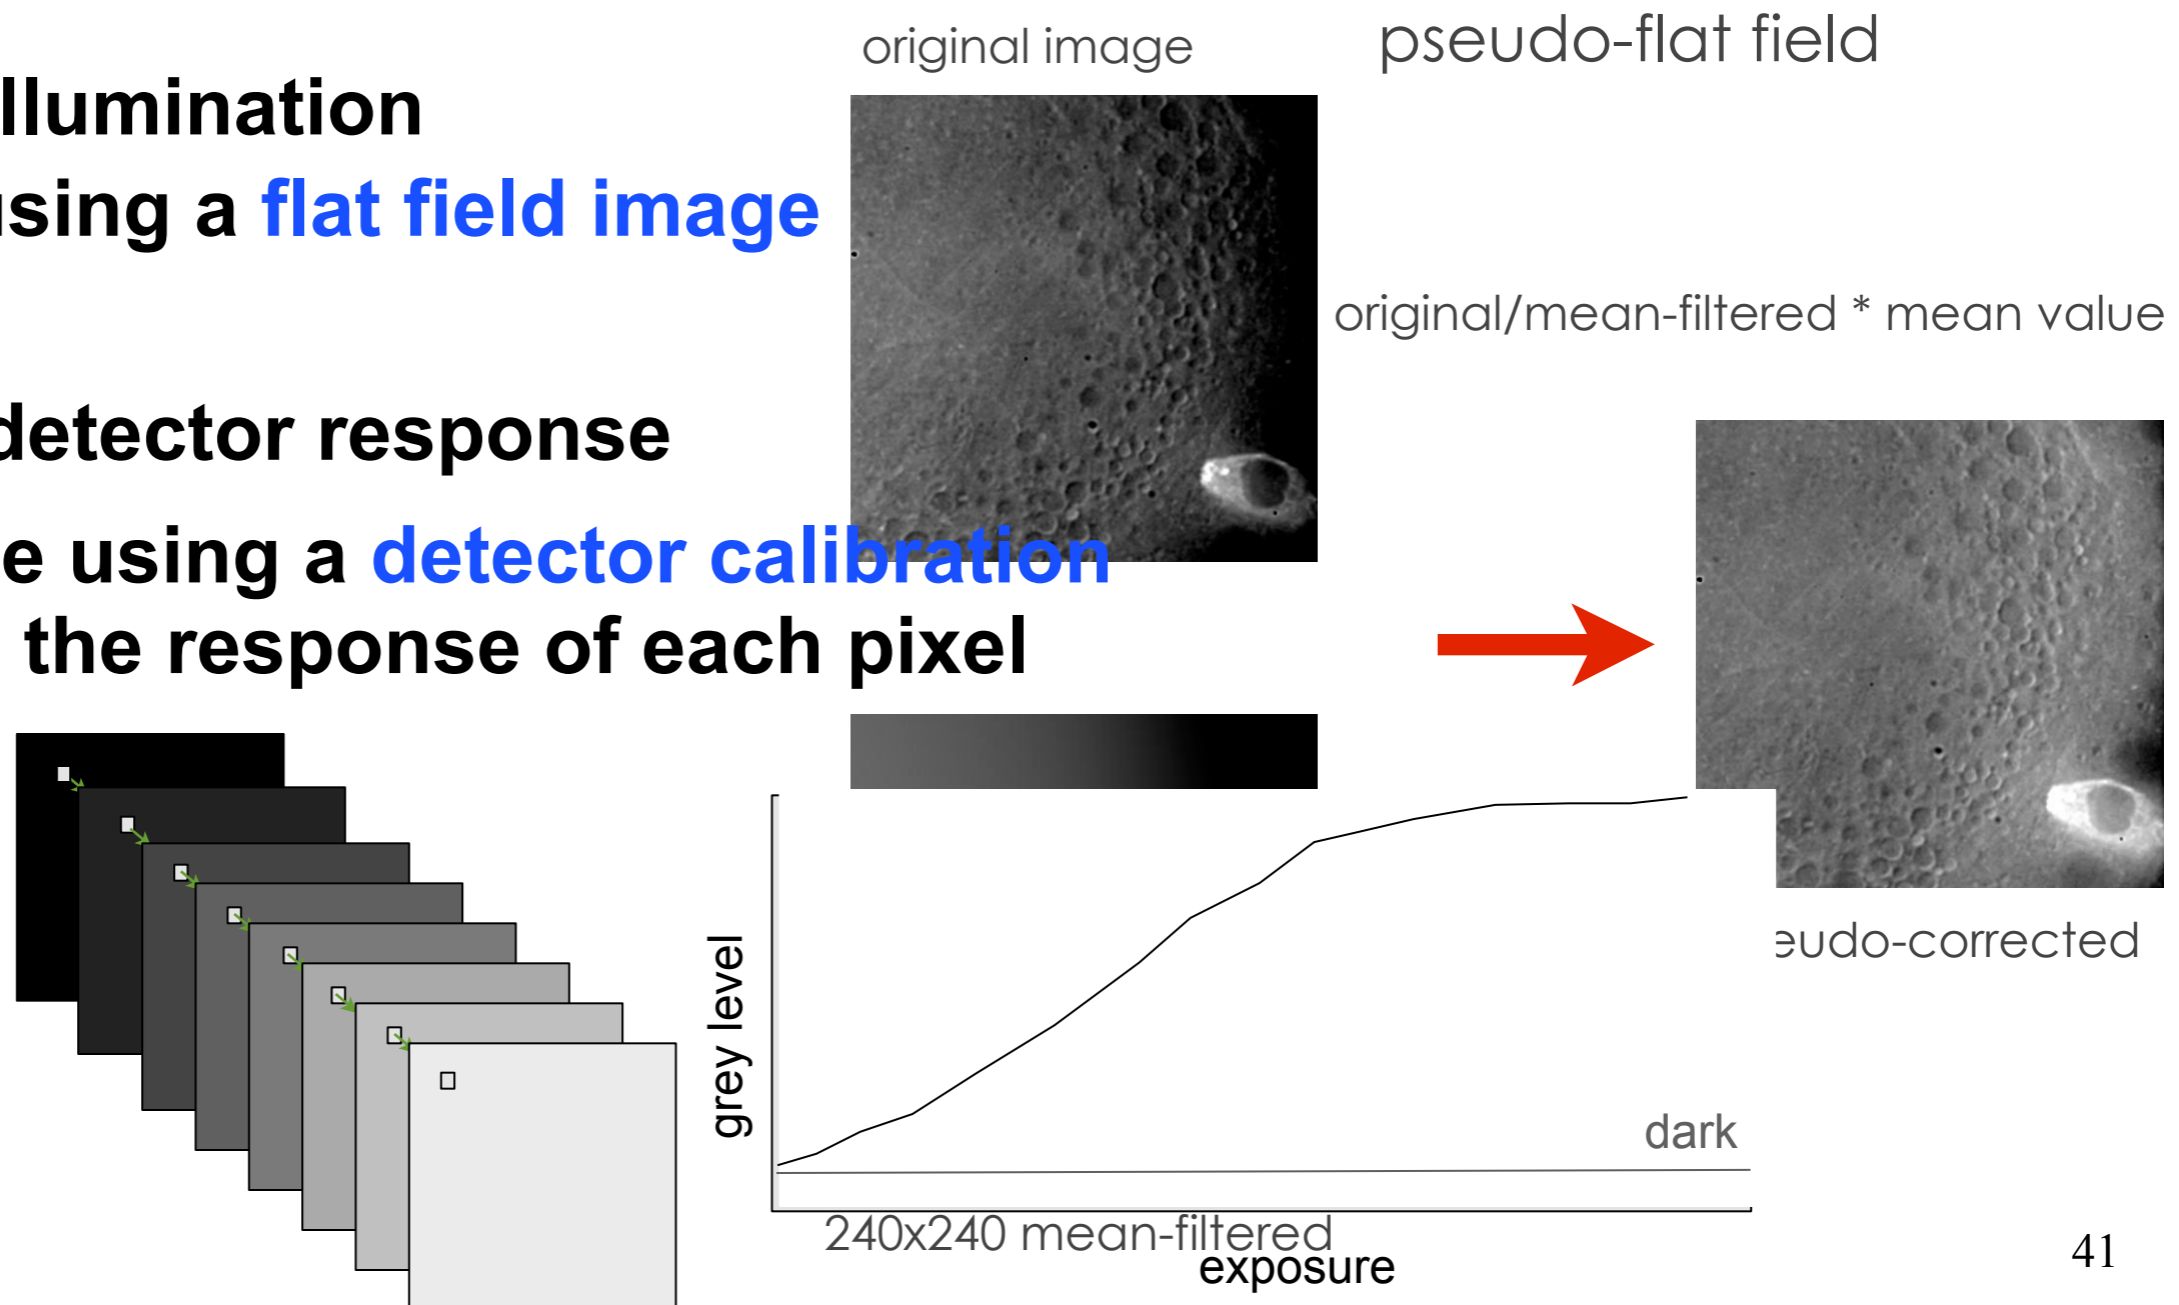 original image
pseudo-flat field
llumination
using a flat field image
original/mean-filtered * mean value
detector response
e using a detector calibration
the response of each pixel
eudo-corrected
grey level
dark
240x240 mean-filtered
exposure
41